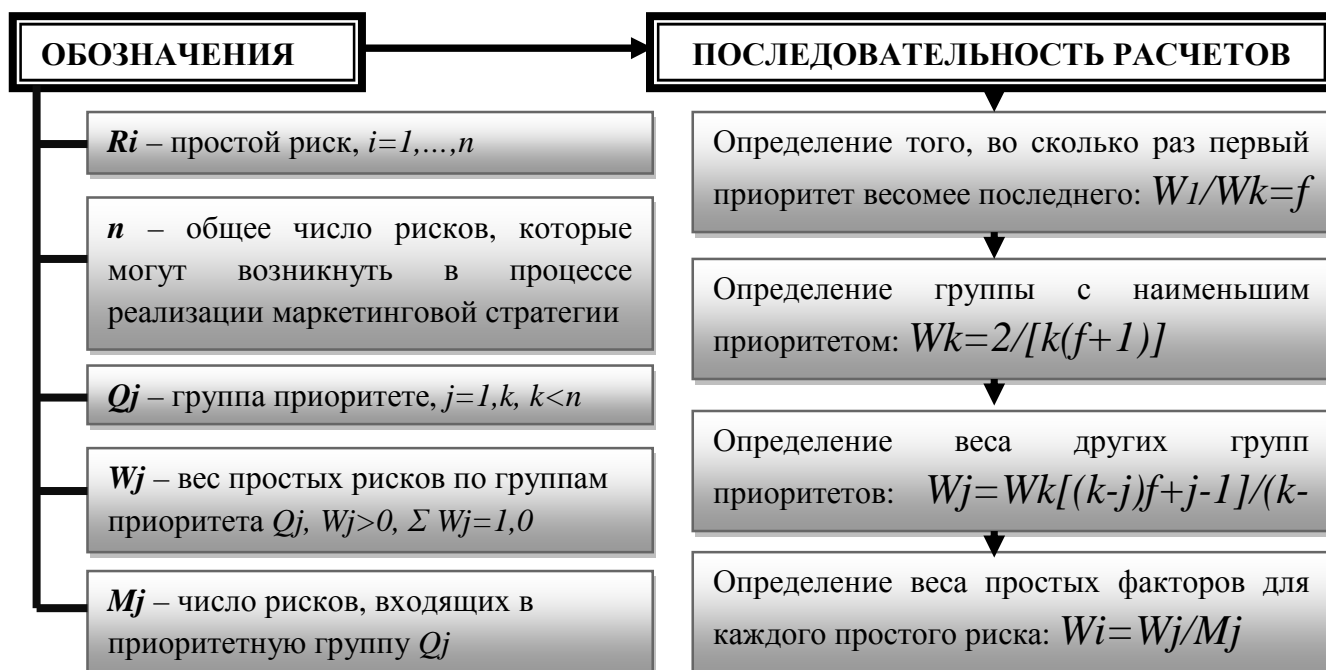 ОБОЗНАЧЕНИЯ
Ri – простой риск, i=1,...,n
n – общее число рисков, которые
могут возникнуть в процессе
реализации маркетинговой стратегии
Qj – группа приоритете, j=1,k, k<n
Wj – вес простых рисков по группам
приоритета Qj, Wj>0, Σ Wj=1,0
Mj – число рисков, входящих в
приоритетную группу Qj
ПОСЛЕДОВАТЕЛЬНОСТЬ РАСЧЕТОВ
Определение того, во сколько раз первый
приоритет весомее последнего: W1/Wk=f
Определение группы с наименьшим
приоритетом: Wk=2/[k(f+1)]
Определение веса других групп
приоритетов: Wj=Wk[(k-j)f+j-1]/(k-
Определение веса простых факторов для
каждого простого риска: Wi=Wj/Mj